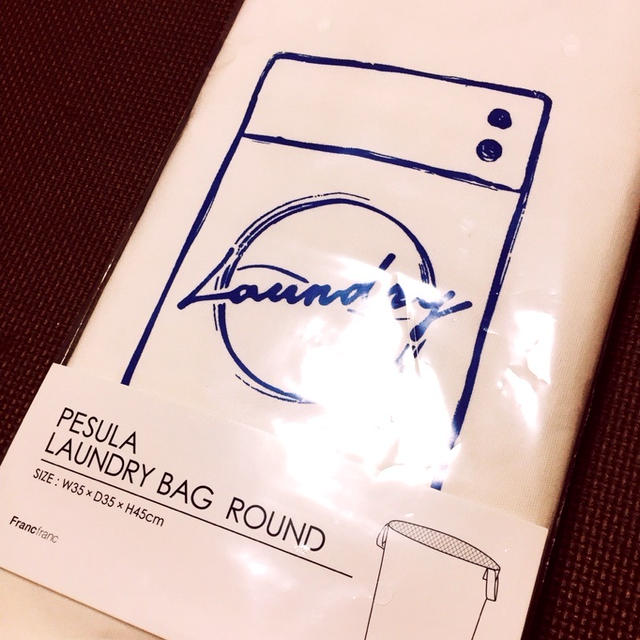 Laundry
PESULA
LAUNDRY BAG ROUND
SIZE : W35 × D35 × H45cm
Francfranc